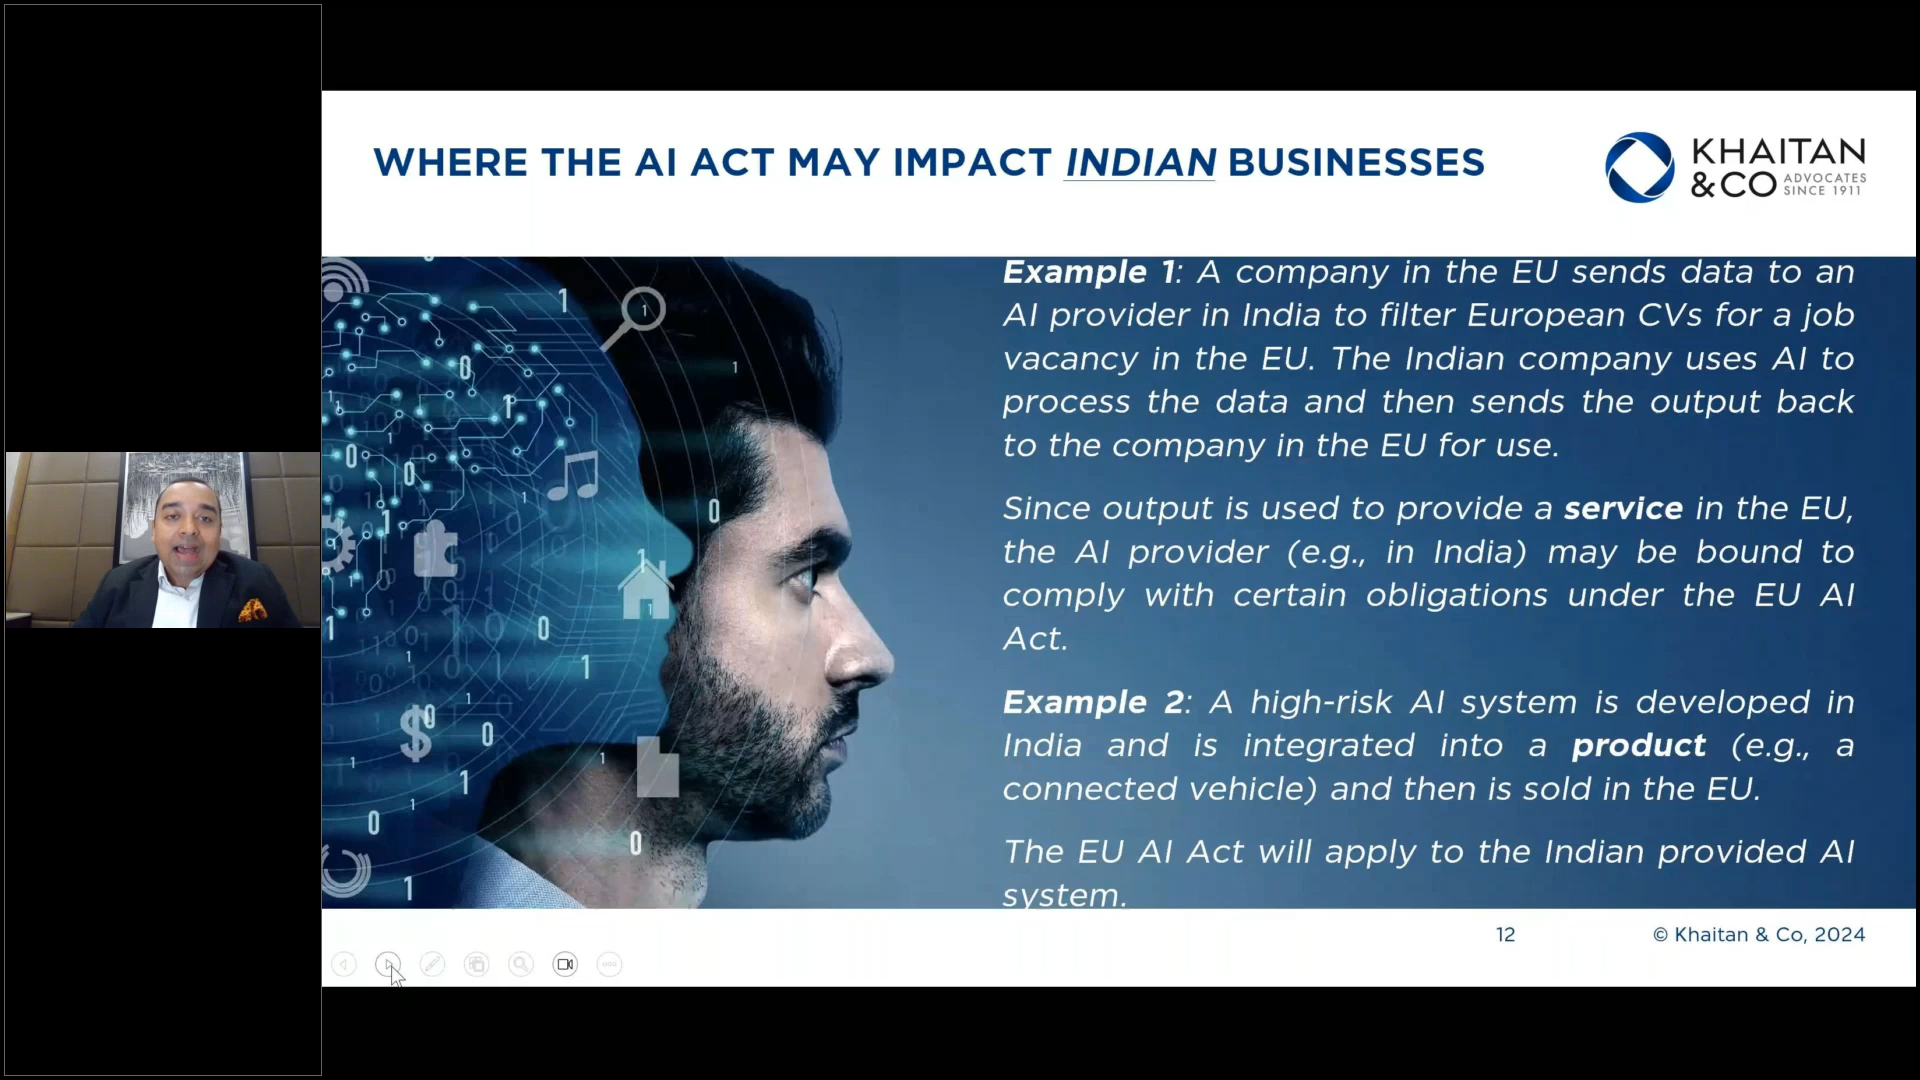 WHERE THE AI ACT MAY IMPACT INDIAN BUSINESSES
KHAITAN
&CO ADVOCATES
SINCE 1911
Example 1: A company in the EU sends data to an
AI provider in India to filter European CVs for a job
vacancy in the EU. The Indian company uses AI to
process the data and then sends the output back
to the company in the EU for use.
Since output is used to provide a service in the EU,
the AI provider (e.g., in India) may be bound to
comply with certain obligations under the EU AI
Act.
Example 2: A high-risk AI system is developed in
India and is integrated into a product (e.g., a
connected vehicle) and then is sold in the EU.
The EU AI Act will apply to the Indian provided AI
system.
12
© Khaitan & Co, 2024